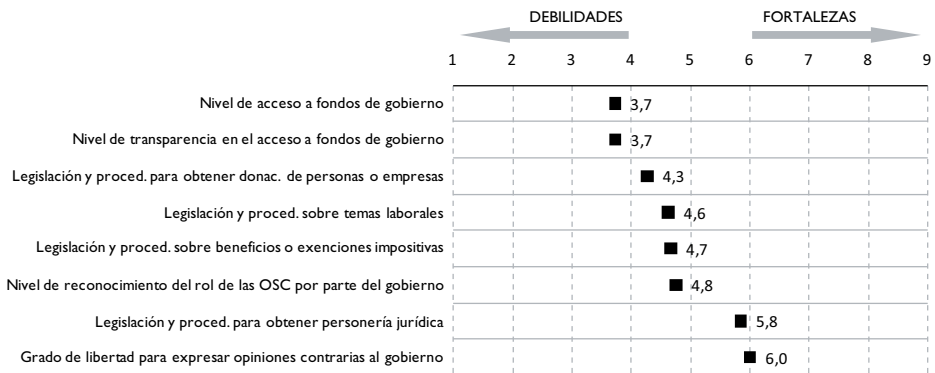 DEBILIDADES FORTALEZAS
1 2 3 4 5 6 7 8 9
Nivel de acceso a fondos de gobierno 3,7
Nivel de transparencia en el acceso a fondos de gobierno 3,7
Legislación y proced. para obtener donac. de personas o empresas 4,3
Legislación y proced. sobre temas laborales 4,6
Legislación y proced. sobre beneficios o exenciones impositivas 4,7
Nivel de reconocimiento del rol de las OSC por parte del gobierno 4,8
Legislación y proced. para obtener personería jurídica 5,8
Grado de libertad para expresar opiniones contrarias al gobierno 6,0